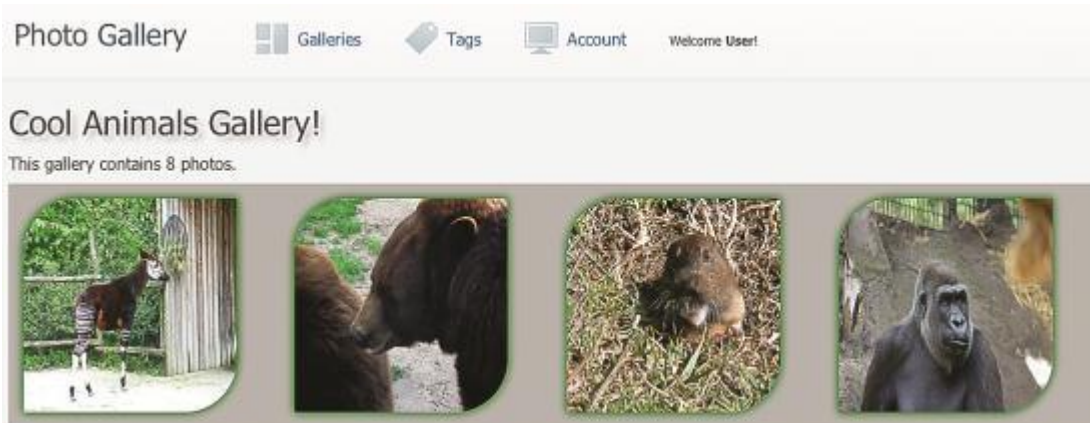 Photo Gallery Galleries Tags Account Welcome User!
Cool Animals Gallery!
This gallery contains 8 photos.